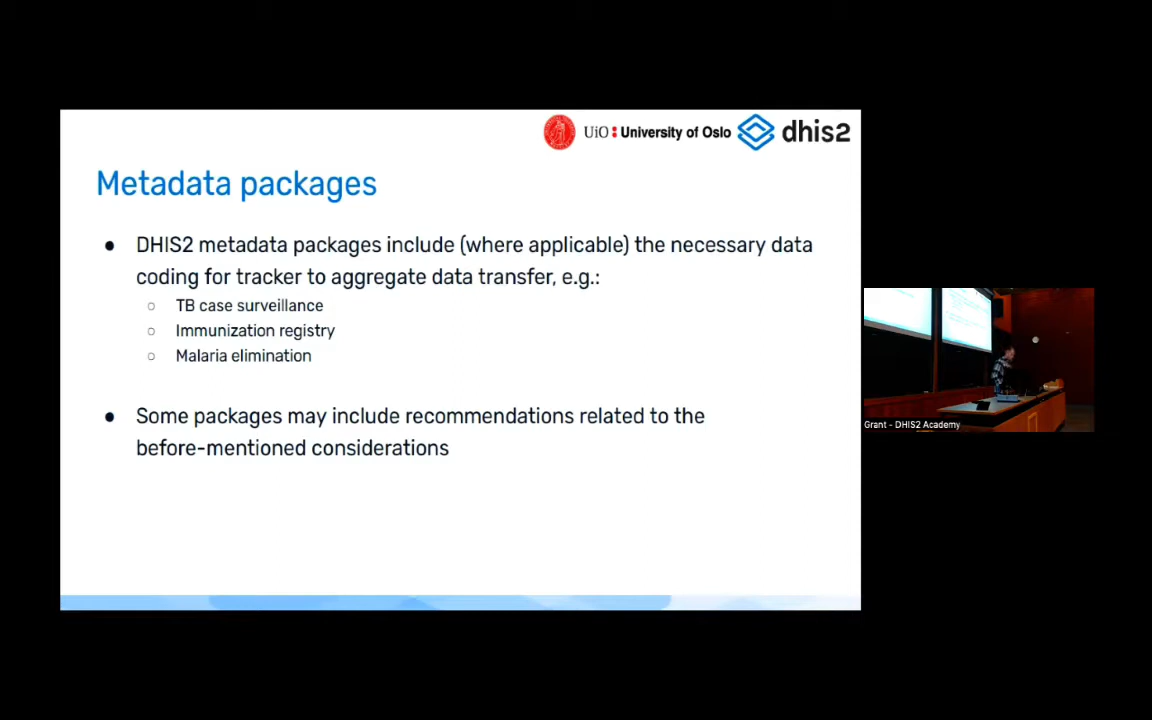 UiO: University of Oslo dhis2
Metadata packages
● DHIS2 metadata packages include (where applicable) the necessary data
coding for tracker to aggregate data transfer, e.g.:
○ TB case surveillance
○ Immunization registry
○ Malaria elimination
● Some packages may include recommendations related to the
before-mentioned considerations
Grant - DHIS2 Academy